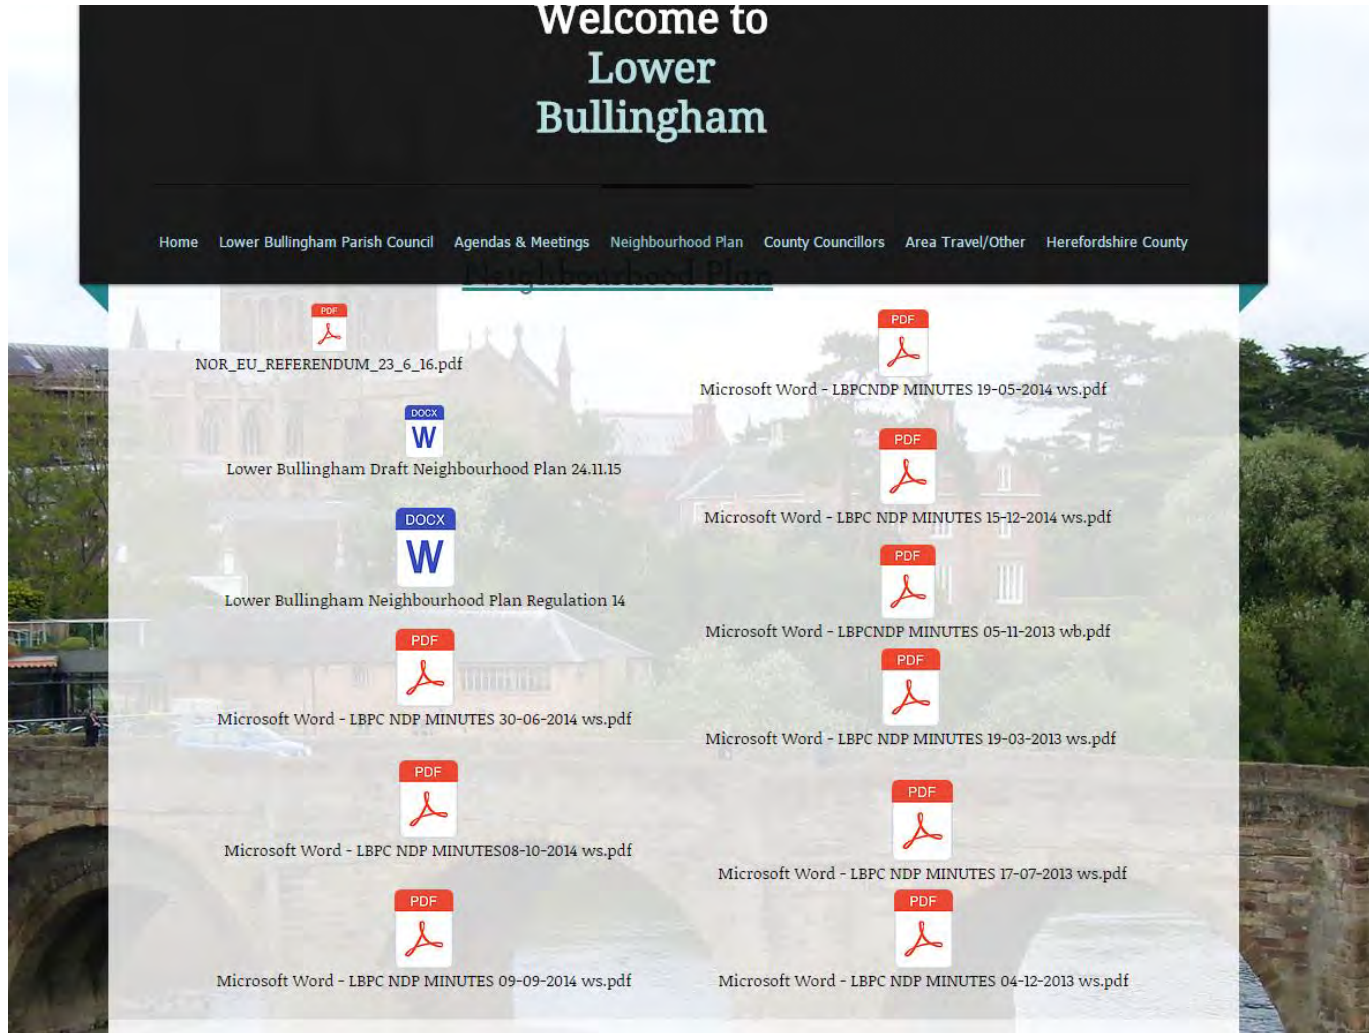 Welcome to
Lower
Bullingham
Home Lower Bullingham Parish Council Agendas & Meetings Neighbourhood Plan County Councillors Area Travel/Other Herefordshire County
Neighbourhood Plan
PDF
NOR_EU_REFERENDUM_23_6_16.pdf
DOCX
W
Lower Bullingham Draft Neighbourhood Plan 24.11.15
DOCX
W
Lower Bullingham Neighbourhood Plan Regulation 14
PDF
Microsoft Word - LBPC NDP MINUTES 30-06-2014 ws.pdf
PDF
Microsoft Word - LBPC NDP MINUTES08-10-2014 ws.pdf
PDF
Microsoft Word - LBPC NDP MINUTES 09-09-2014 ws.pdf
PDF
Microsoft Word - LBPCNDP MINUTES 19-05-2014 ws.pdf
PDF
Microsoft Word - LBPC NDP MINUTES 15-12-2014 ws.pdf
PDF
Microsoft Word - LBPCNDP MINUTES 05-11-2013 wb.pdf
PDF
Microsoft Word - LBPC NDP MINUTES 19-03-2013 ws.pdf
PDF
Microsoft Word - LBPC NDP MINUTES 17-07-2013 ws.pdf
PDF
Microsoft Word - LBPC NDP MINUTES 04-12-2013 ws.pdf